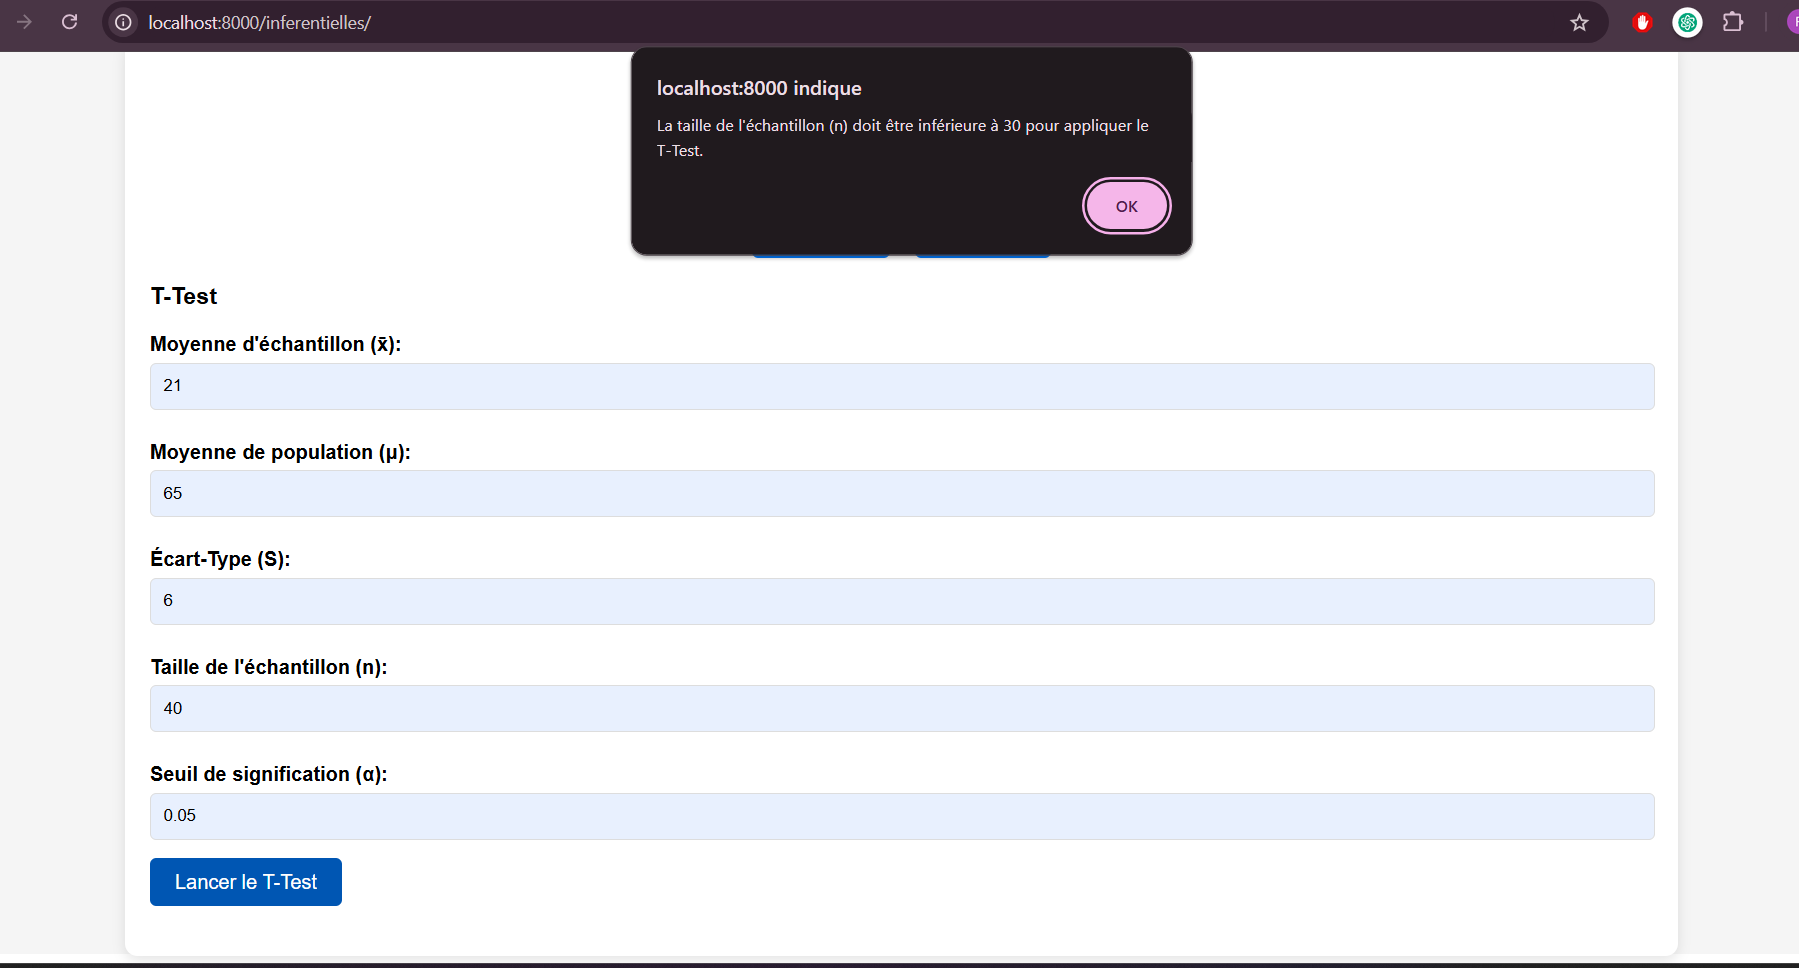 localhost:8000/inferentielles/
localhost:8000 indique
La taille de l'échantillon (n) doit être inférieure à 30 pour appliquer le
T-Test.
OK
T-Test
Moyenne d'échantillon (x̄):
21
Moyenne de population (μ):
65
Écart-Type (S):
6
Taille de l'échantillon (n):
40
Seuil de signification (α):
0.05
Lancer le T-Test